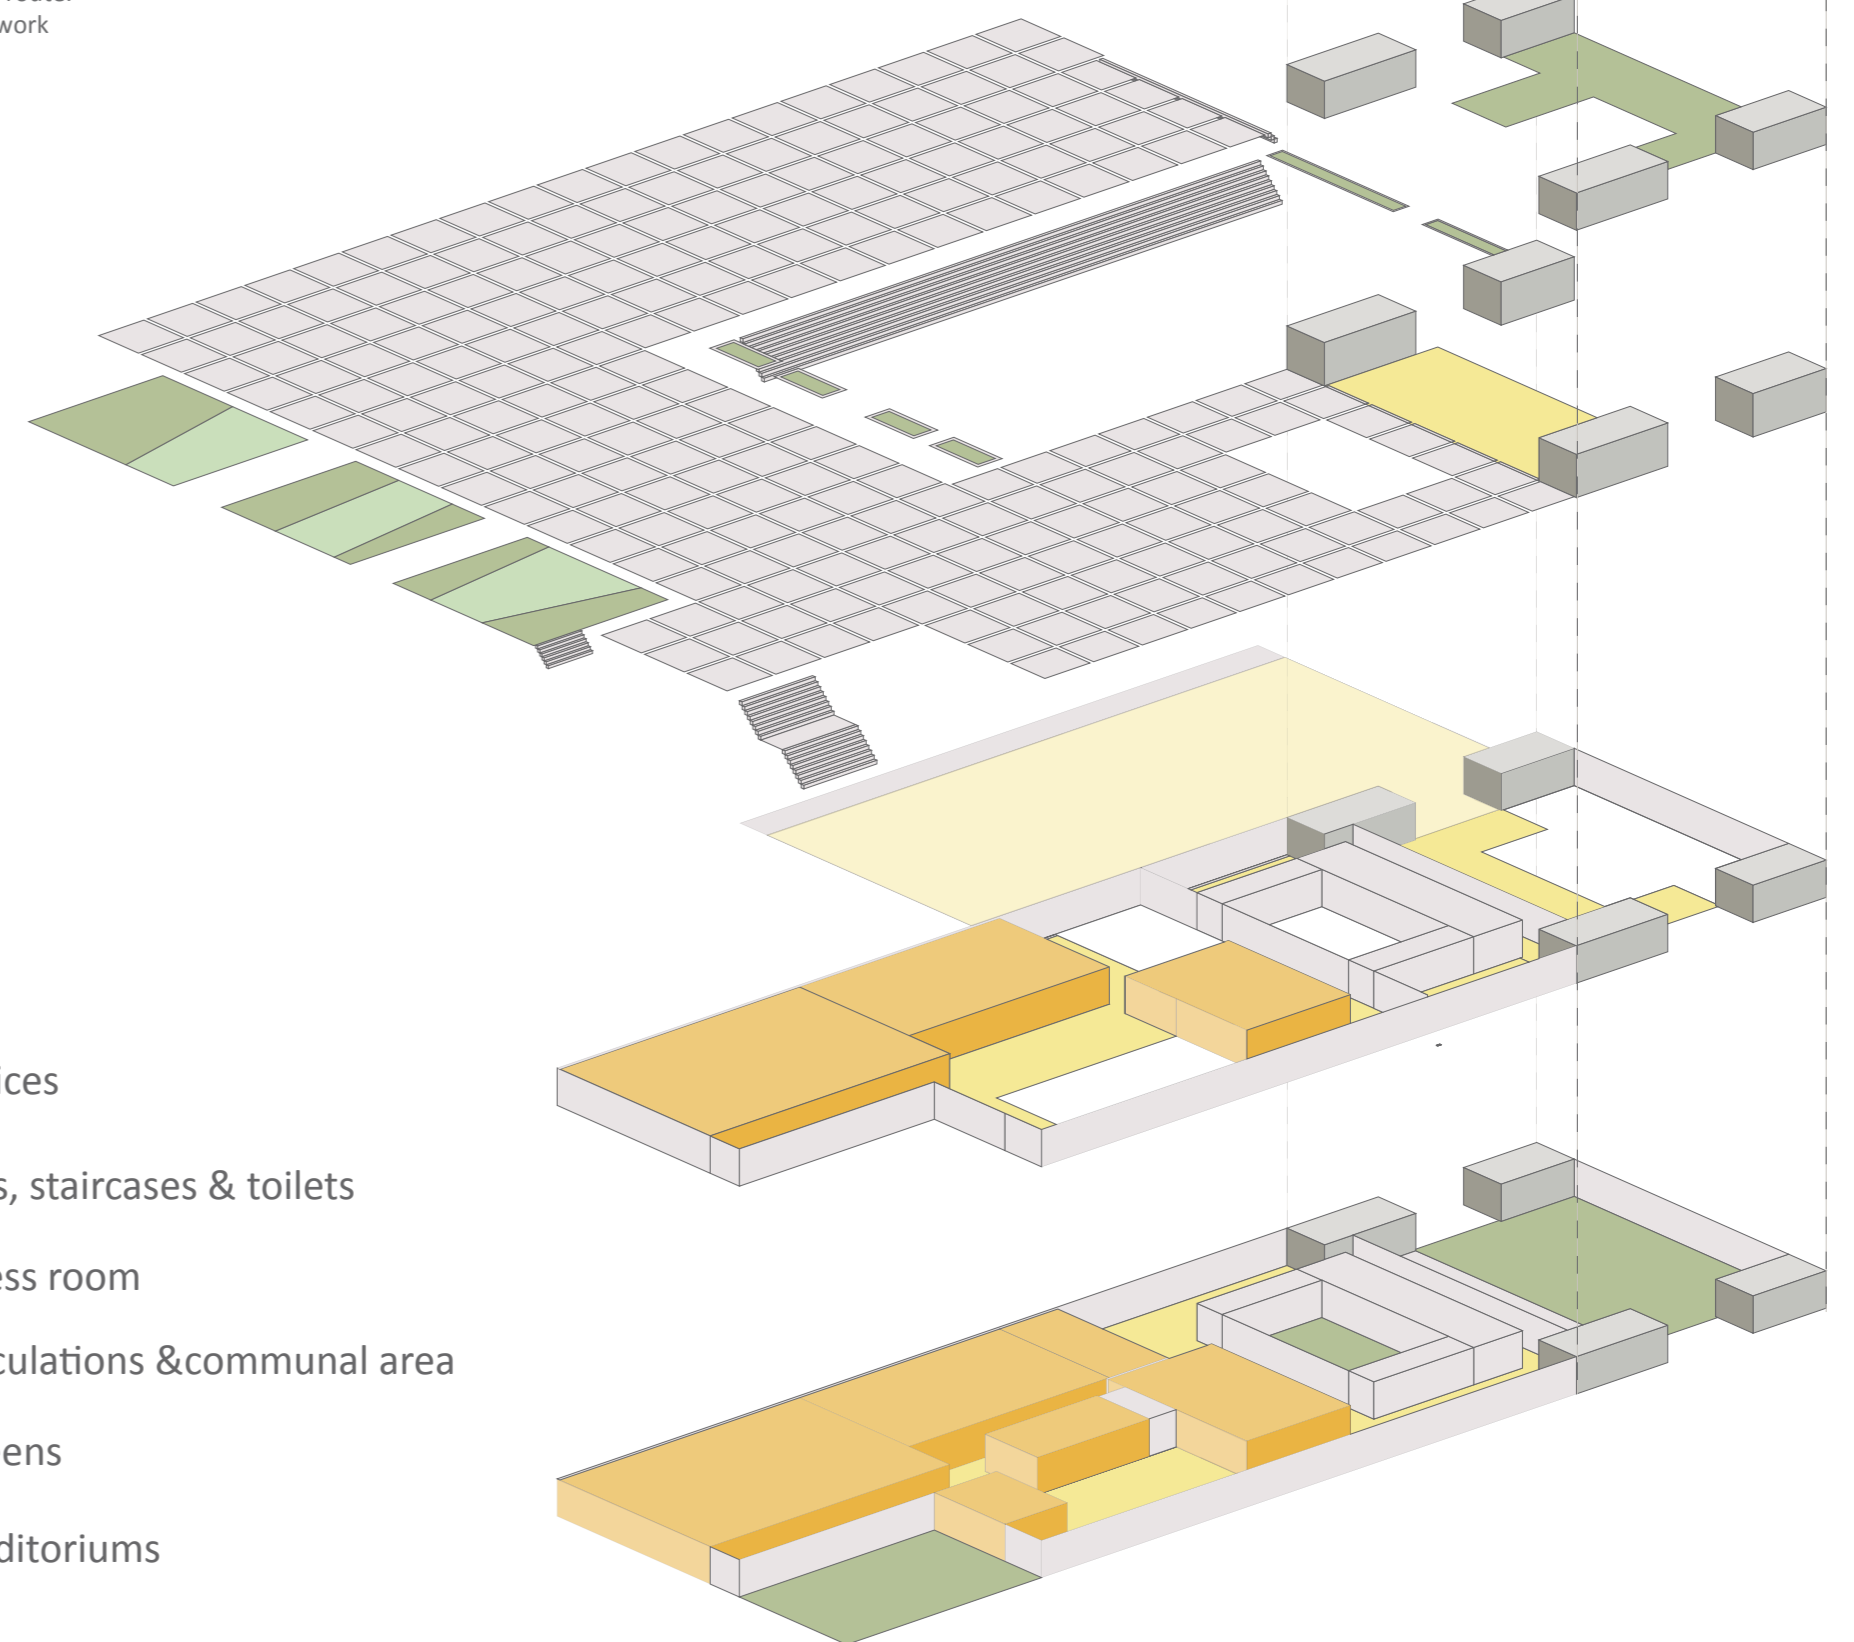 work
ices
s, staircases & toilets
ess room
culations &communal area
ens
ditoriums